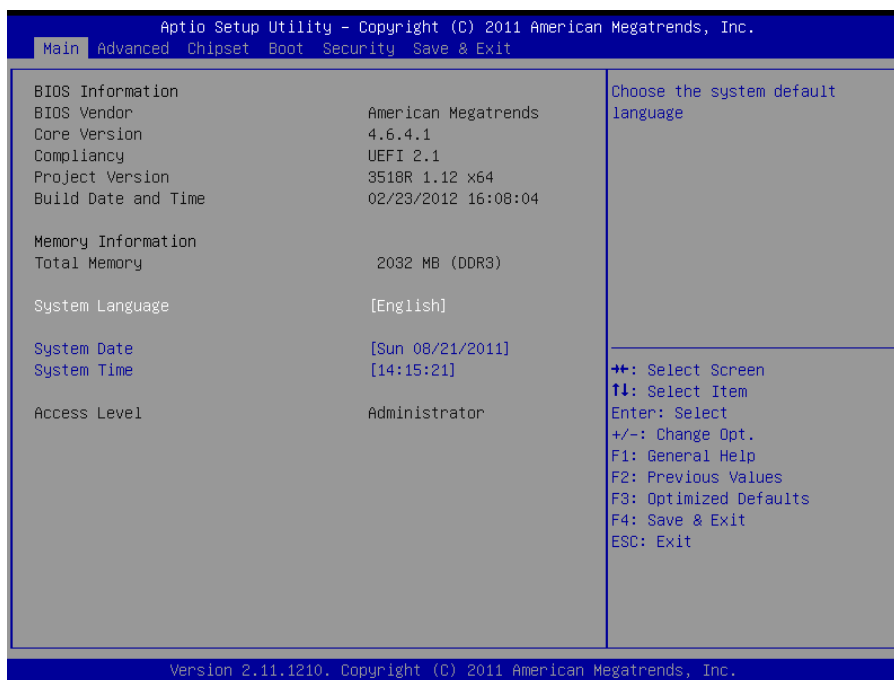 Aptio Setup Utility – Copyright (C) 2011 American Megatrends, Inc.
Main Advanced Chipset Boot Security Save & Exit
BIOS Information
BIOS Vendor American Megatrends
Core Version 4.6.4.1
Compliancy UEFI 2.1
Project Version 3518R 1.12 x64
Build Date and Time 02/23/2012 16:08:04
Memory Information
Total Memory 2032 MB (DDR3)
System Language [English]
System Date [Sun 08/21/2011]
System Time [14:15:21]
Access Level Administrator
Choose the system default
language
→←: Select Screen
↑↓: Select Item
Enter: Select
+/-: Change Opt.
F1: General Help
F2: Previous Values
F3: Optimized Defaults
F4: Save & Exit
ESC: Exit
Version 2.11.1210. Copyright (C) 2011 American Megatrends, Inc.